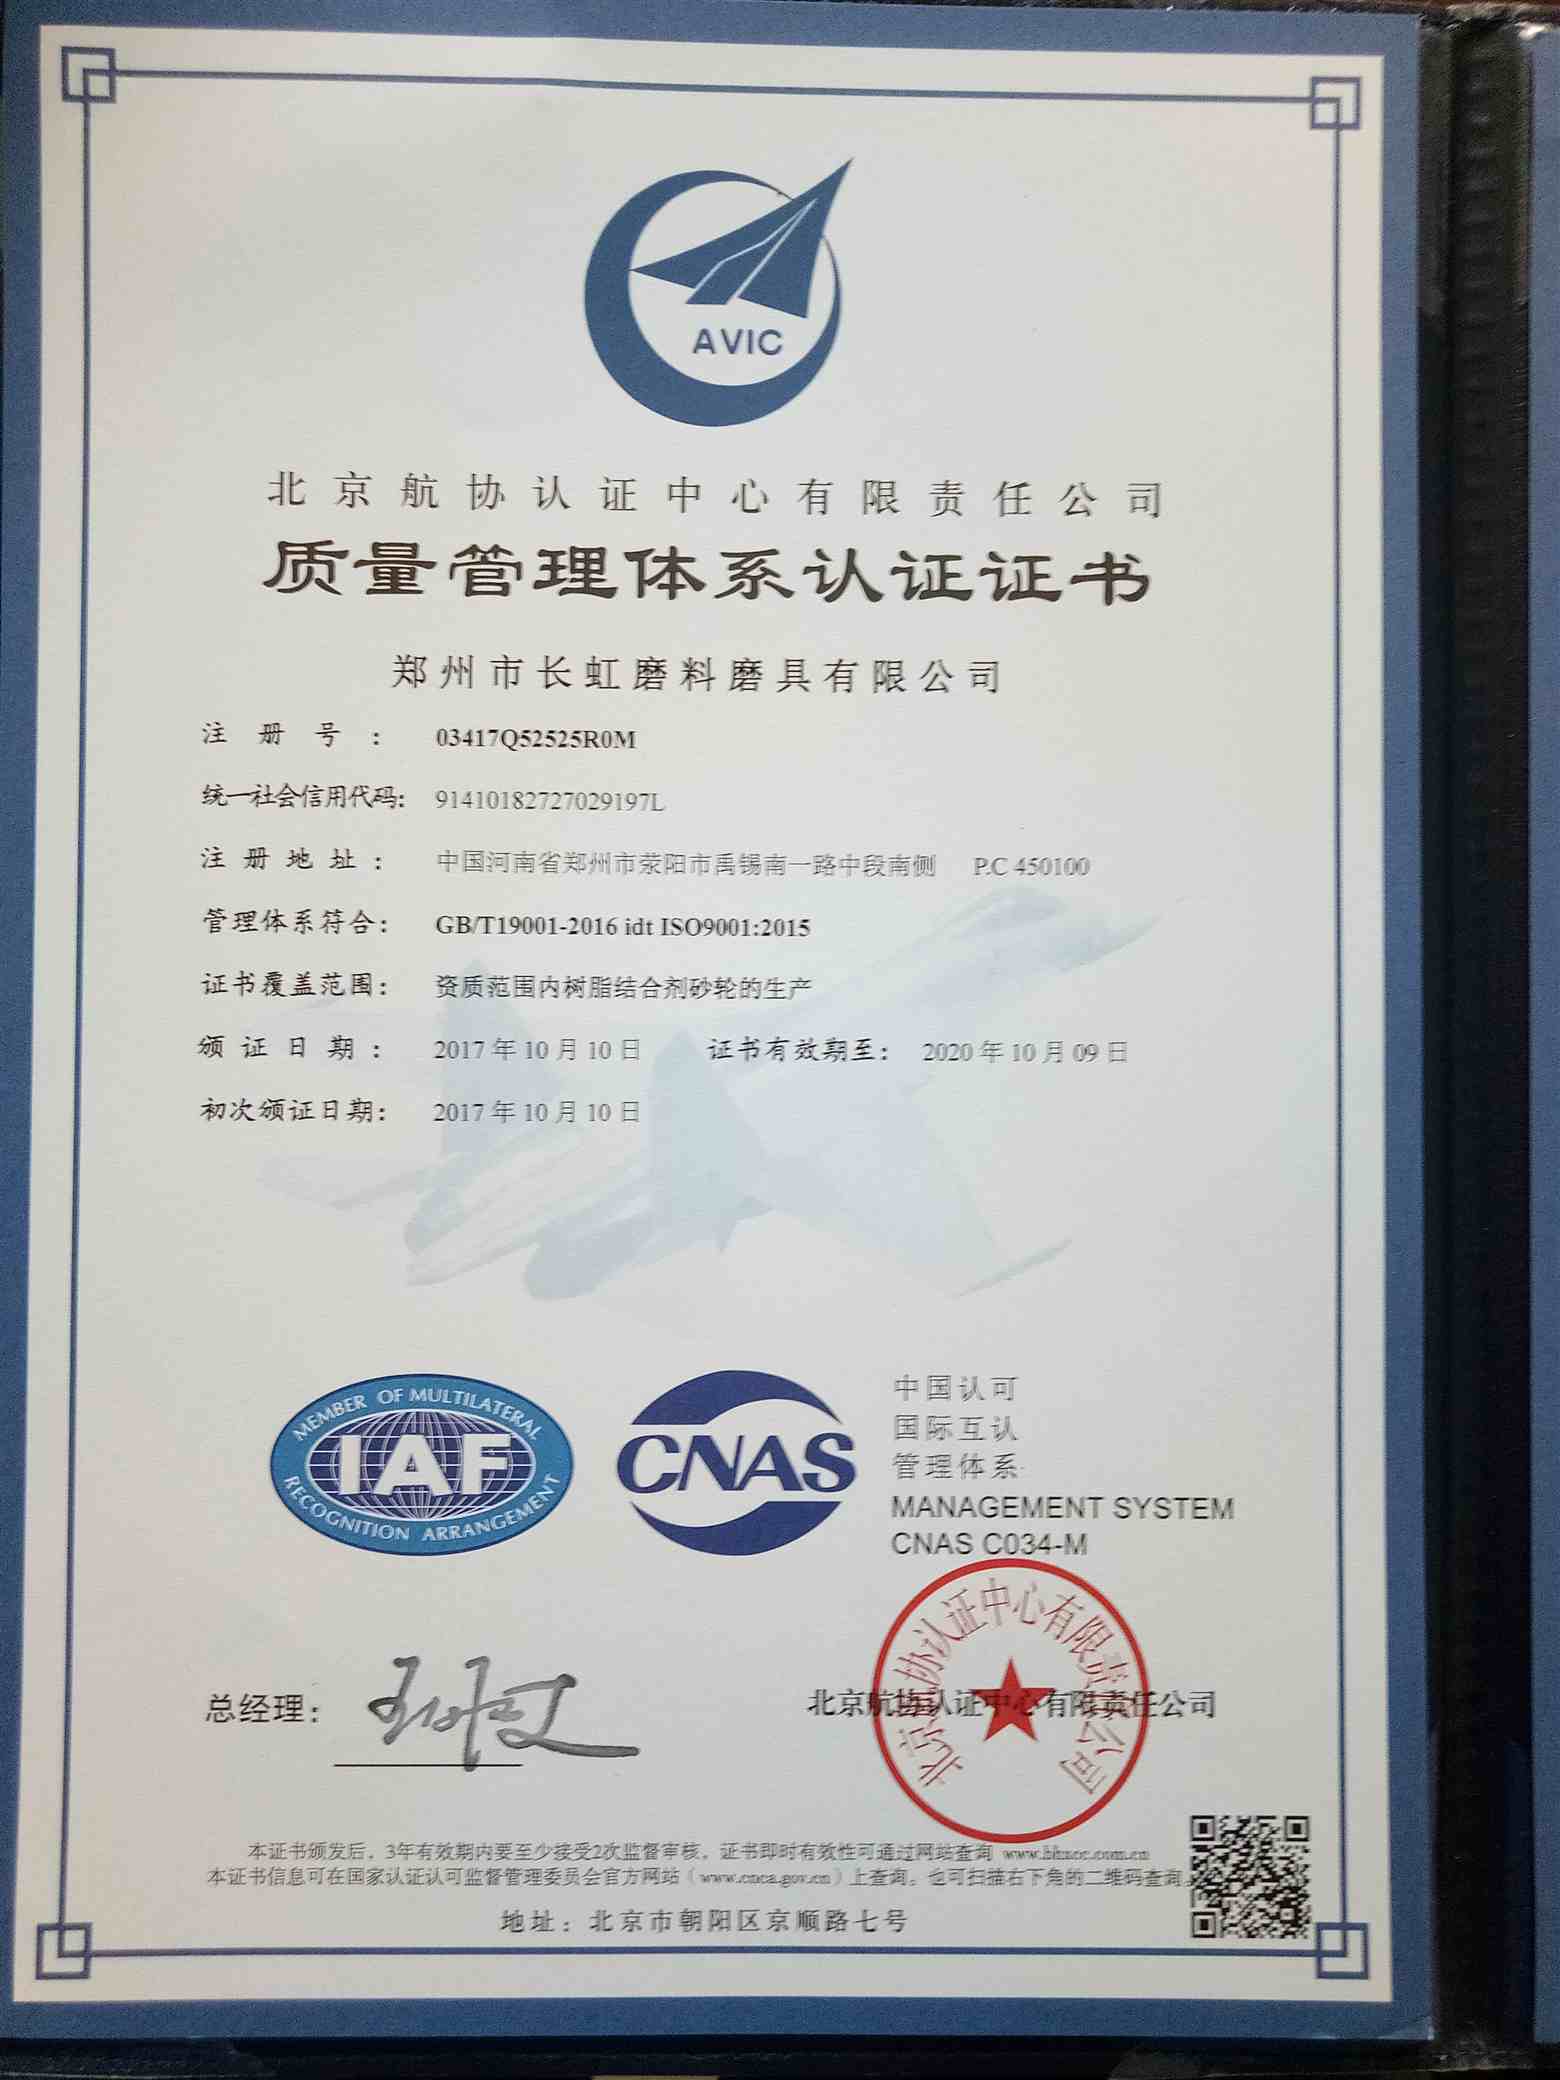 AVIC
北京航协认证中心有限责任公司
质量管理体系认证证书
郑州市长虹磨料磨具有限公司
注册号: 03417Q52525R0M
统一社会信用代码: 91410182727029197L
注册地址: 中国河南省郑州市荥阳市禹锡南一路中段南侧 P.C 450100
管理体系符合: GB/T19001-2016 idt ISO9001:2015
证书覆盖范围: 资质范围内树脂结合剂砂轮的生产
颁证日期: 2017年10月10日 证书有效期至: 2020年10月09日
初次颁证日期: 2017年10月10日
MEMBER OF MULTILATERAL
IAF
RECOGNITION ARRANGEMENT
CNAS
中国认可
国际互认
管理体系
MANAGEMENT SYSTEM
CNAS C034-M
总经理:
北京航协认证中心有限责任公司
北京航协认证中心有限责任公司
本证书颁发后，3年有效期内要至少接受2次监督审核，证书即时有效性可通过网站查询
本证书信息可在国家认证认可监督管理委员会官方网站（www.cnca.gov.cn）上查询，也可扫描右下角的二维码查询。
地址：北京市朝阳区京顺路七号